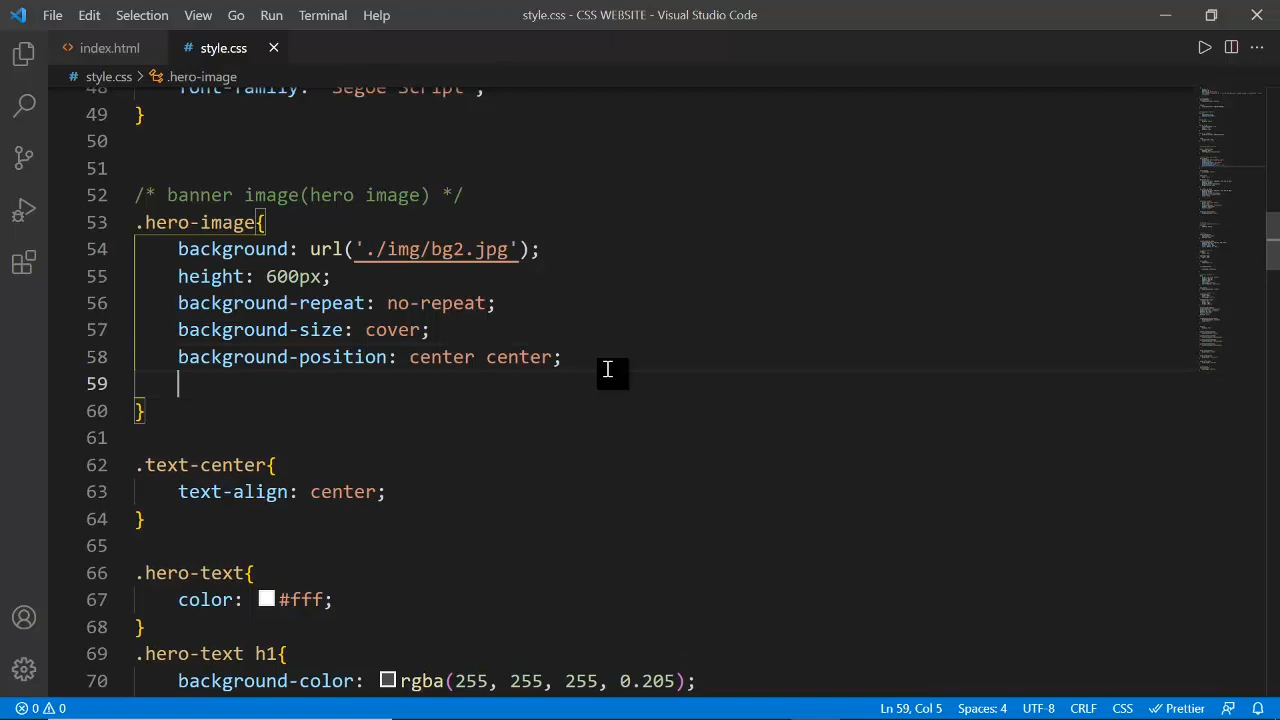 File Edit Selection View Go Run Terminal Help style.css - CSS WEBSITE - Visual Studio Code
index.html # style.css
# style.css > .hero-image
48 font-family: 'Segoe Script';
49 }
50
51
52 /* banner image(hero image) */
53 .hero-image{
54 background: url('./img/bg2.jpg');
55 height: 600px;
56 background-repeat: no-repeat;
57 background-size: cover;
58 background-position: center center;
59
60 }
61
62 .text-center{
63 text-align: center;
64 }
65
66 .hero-text{
67 color: #fff;
68 }
69 .hero-text h1{
70 background-color: rgba(255, 255, 255, 0.205);
0 0 Ln 59, Col 5 Spaces: 4 UTF-8 CRLF CSS Prettier